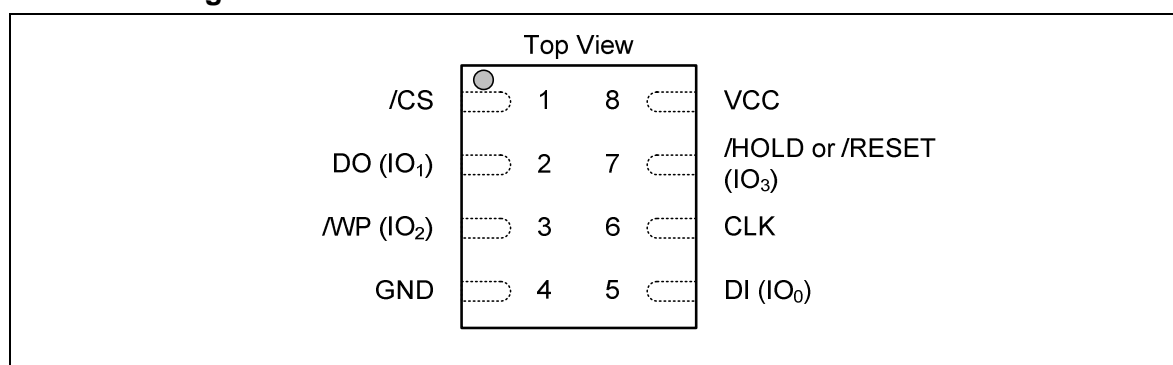 Top View
/CS 1 8 VCC
DO (IO₁) 2 7 /HOLD or /RESET
(IO₃)
/WP (IO₂) 3 6 CLK
GND 4 5 DI (IO₀)